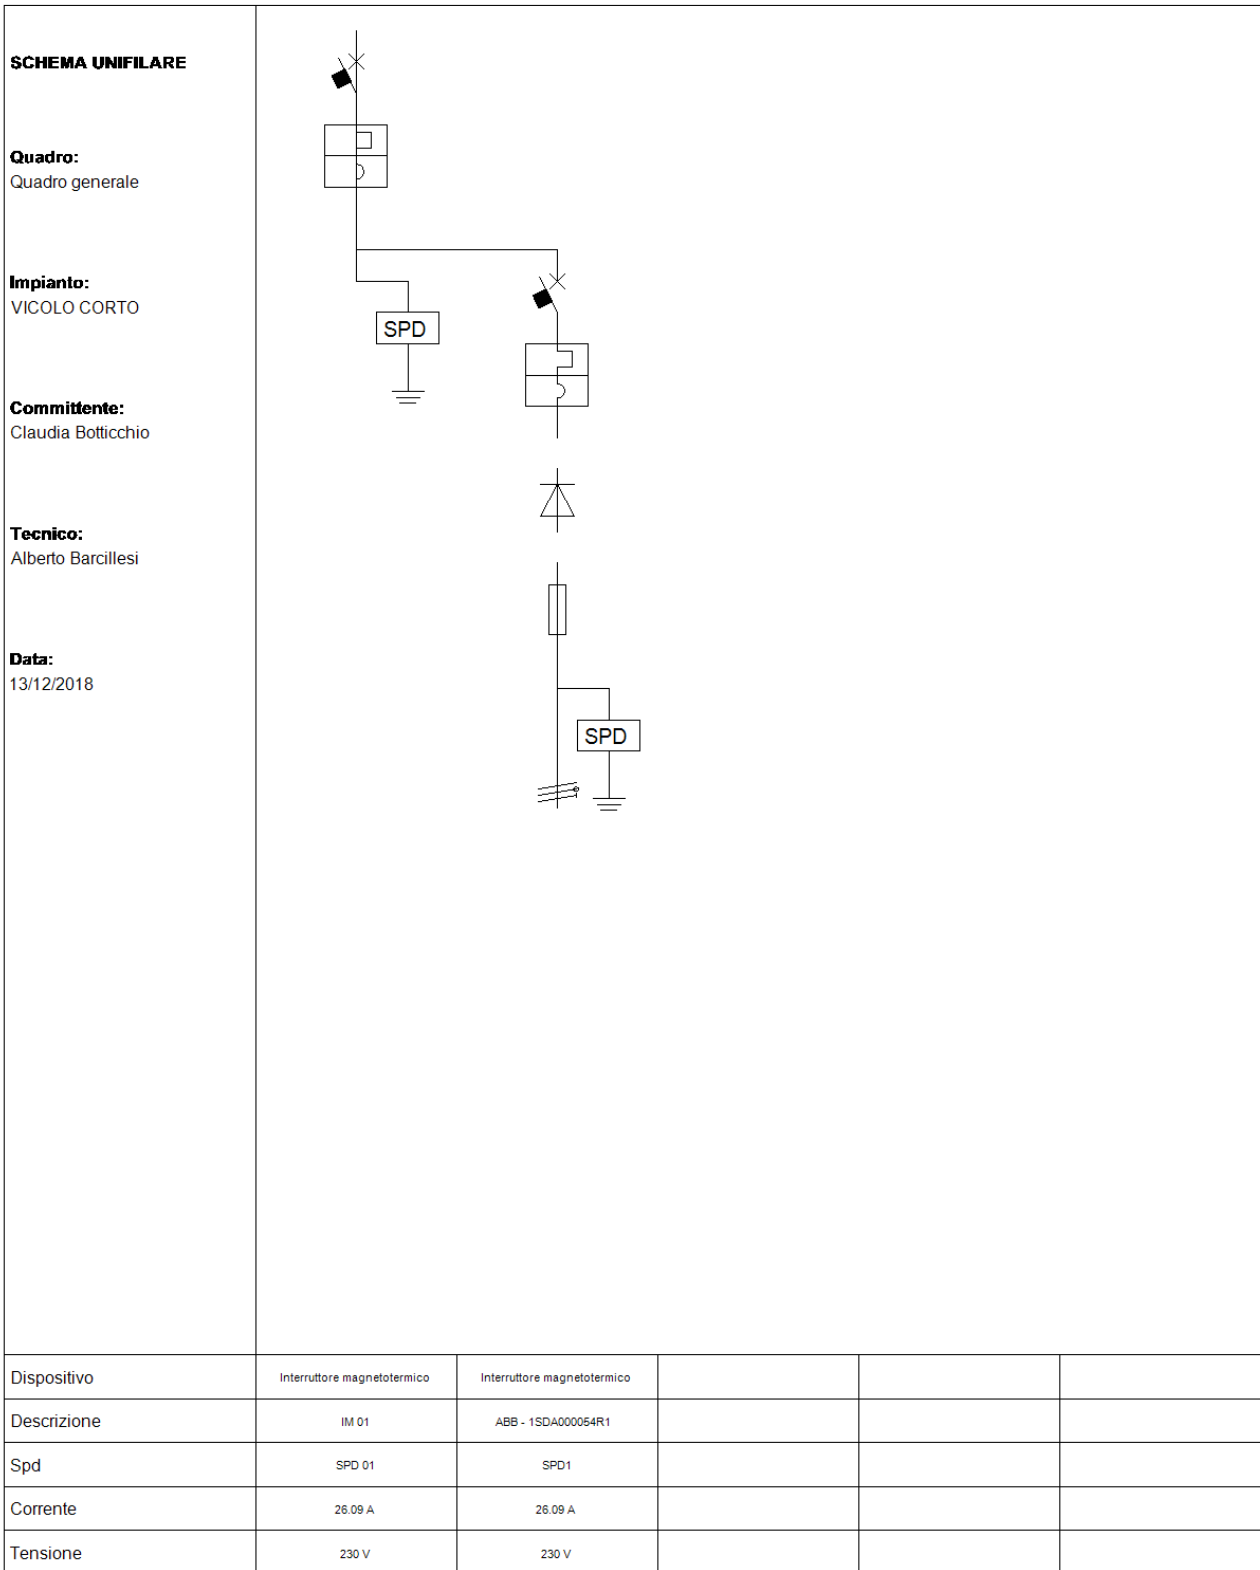 SCHEMA UNIFILARE
Quadro:
Quadro generale
Impianto:
VICOLO CORTO
Committente:
Claudia Botticchio
Tecnico:
Alberto Barcillesi
Data:
13/12/2018
SPD
SPD
Dispositivo Interruttore magnetotermico Interruttore magnetotermico
Descrizione IM 01 ABB - 1SDA000054R1
Spd SPD 01 SPD1
Corrente 26.09 A 26.09 A
Tensione 230 V 230 V